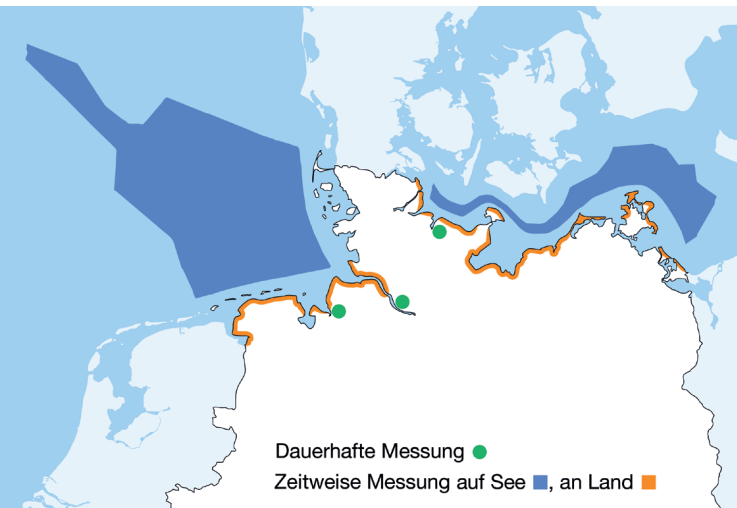 Dauerhafte Messung
Zeitweise Messung auf See , an Land